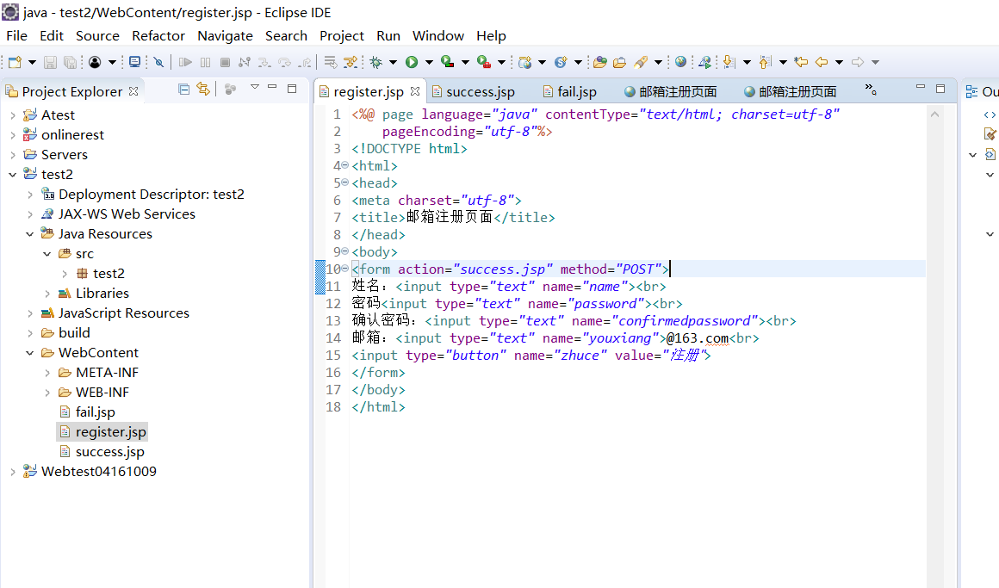 java - test2/WebContent/register.jsp - Eclipse IDE
File Edit Source Refactor Navigate Search Project Run Window Help
Project Explorer
register.jsp success.jsp fail.jsp 邮箱注册页面 邮箱注册页面 Ou
Atest
onlinerest
Servers
test2
Deployment Descriptor: test2
JAX-WS Web Services
Java Resources
src
test2
Libraries
JavaScript Resources
build
WebContent
META-INF
WEB-INF
fail.jsp
register.jsp
success.jsp
Webtest04161009
1 <%@ page language="java" contentType="text/html; charset=utf-8"
2 pageEncoding="utf-8"%>
3 <!DOCTYPE html>
4 <html>
5 <head>
6 <meta charset="utf-8">
7 <title>邮箱注册页面</title>
8 </head>
9 <body>
10 <form action="success.jsp" method="POST">
11 姓名：<input type="text" name="name"><br>
12 密码<input type="text" name="password"><br>
13 确认密码：<input type="text" name="confirmedpassword"><br>
14 邮箱：<input type="text" name="youxiang">@163.com<br>
15 <input type="button" name="zhuce" value="注册">
16 </form>
17 </body>
18 </html>